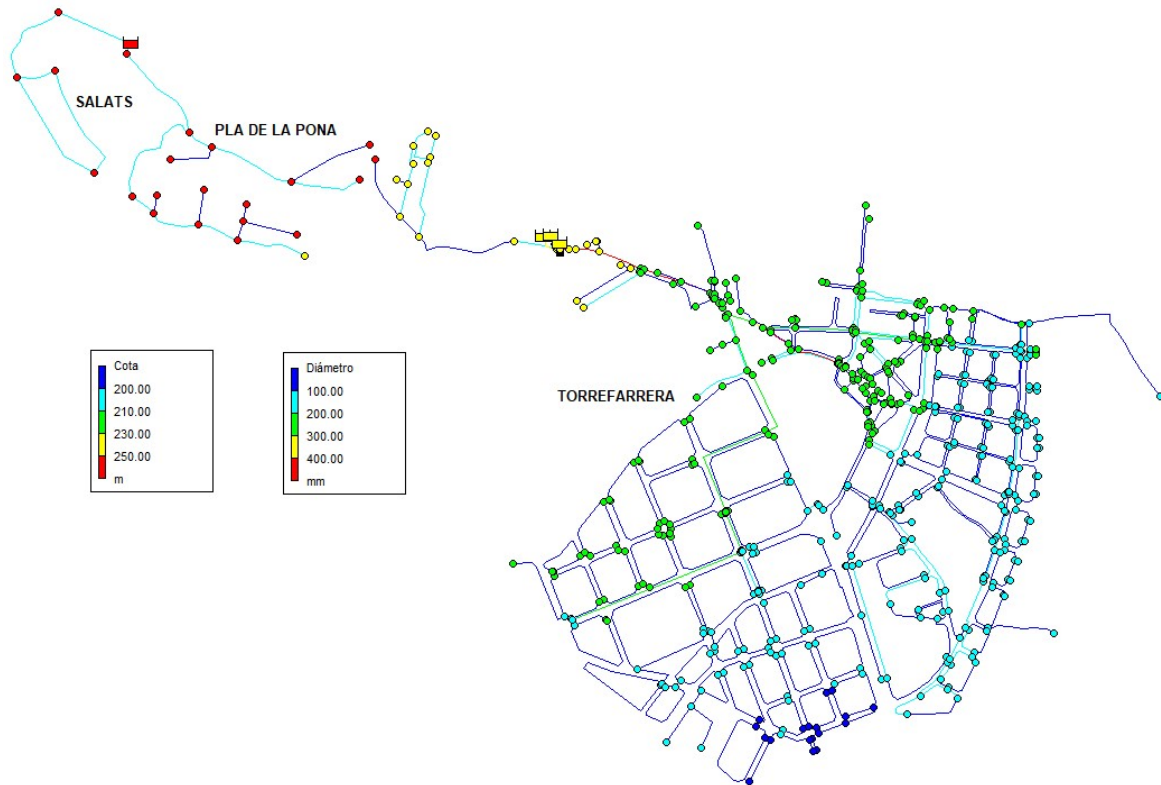 SALATS
PLA DE LA PONA
TORREFARRERA
Cota
200.00
210.00
230.00
250.00
m
Diámetro
100.00
200.00
300.00
400.00
mm